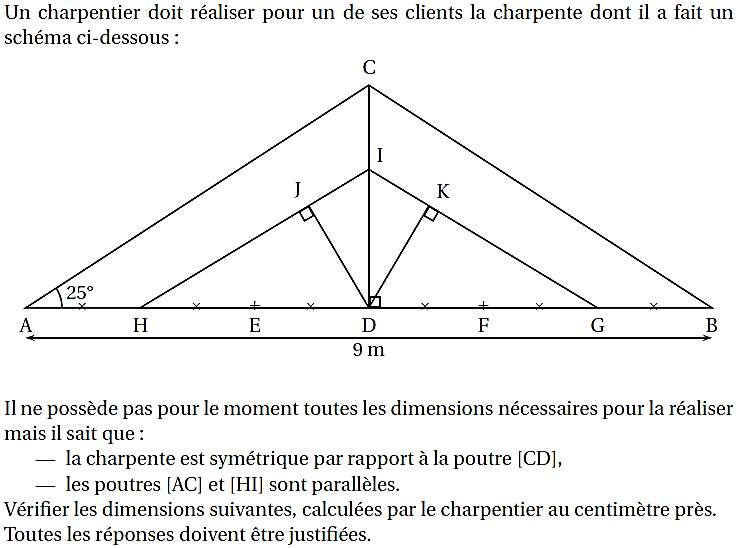 Un charpentier doit réaliser pour un de ses clients la charpente dont il a fait un
schéma ci-dessous :
C
I
J
K
25°
A
H
E
D
F
G
B
9 m
Il ne possède pas pour le moment toutes les dimensions nécessaires pour la réaliser
mais il sait que :
— la charpente est symétrique par rapport à la poutre [CD],
— les poutres [AC] et [HI] sont parallèles.
Vérifier les dimensions suivantes, calculées par le charpentier au centimètre près.
Toutes les réponses doivent être justifiées.